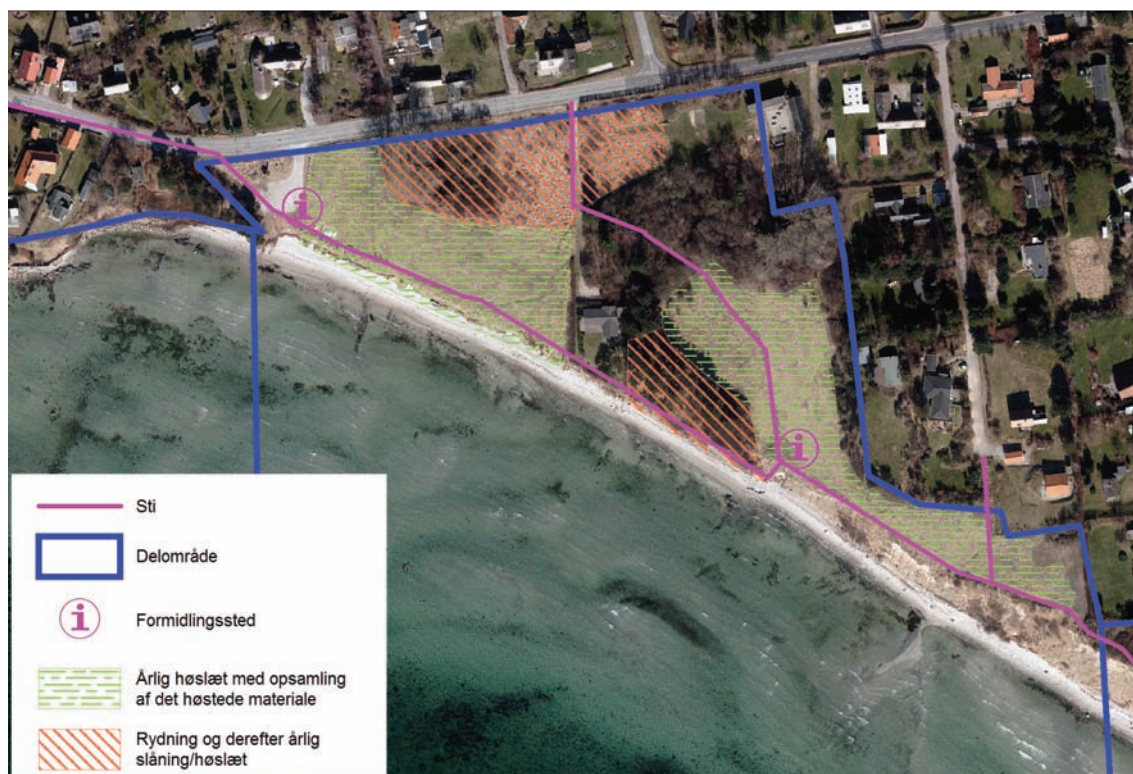 Sti
Delområde
Formidlingssted
Årlig høslæt med opsamling
af det høstede materiale
Rydning og derefter årlig
slåning/høslæt